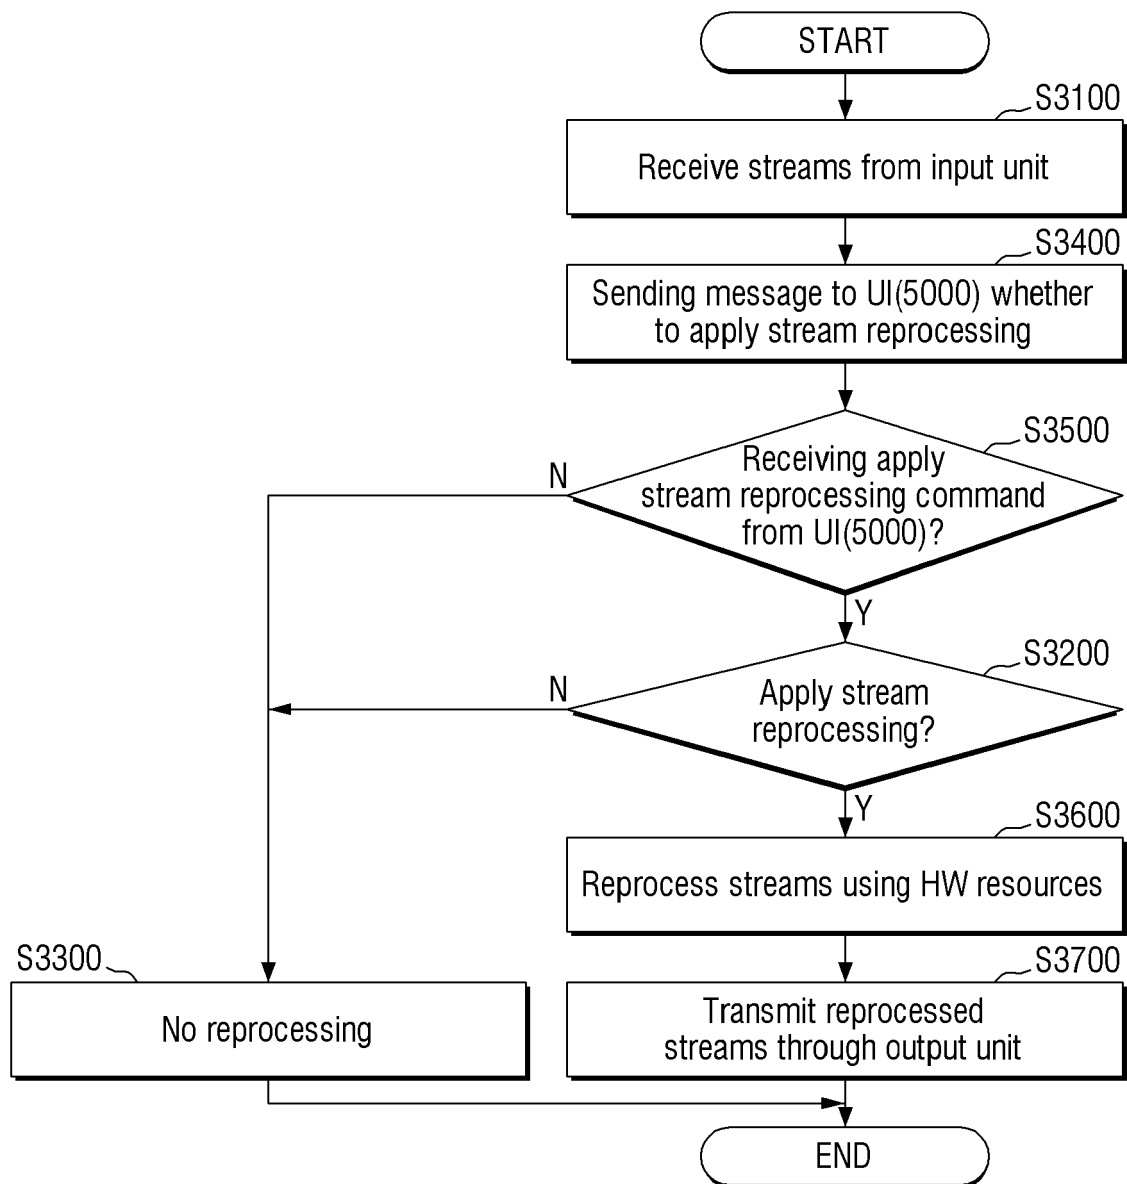 START
S3100
Receive streams from input unit
S3400
Sending message to UI(5000) whether
to apply stream reprocessing
S3500
Receiving apply
stream reprocessing command
from UI(5000)?
N
Y
S3200
Apply stream
reprocessing?
N
Y
S3600
Reprocess streams using HW resources
S3300
No reprocessing
S3700
Transmit reprocessed
streams through output unit
END